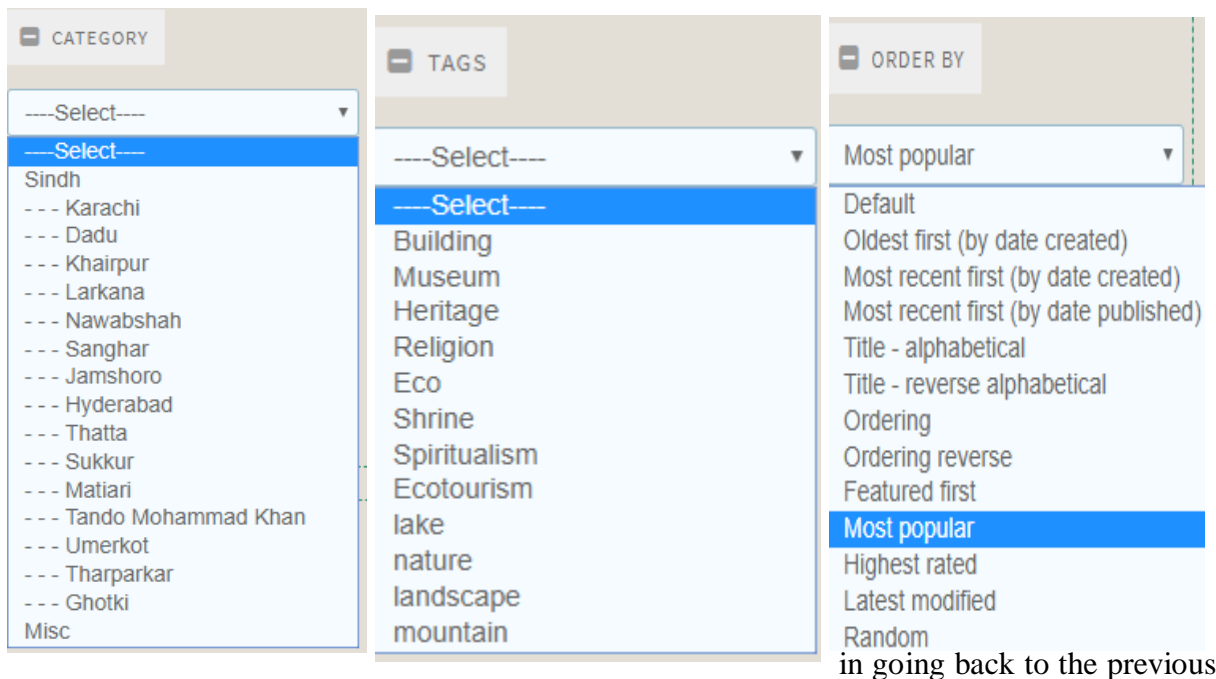 CATEGORY
----Select----
----Select----
Sindh
- - - Karachi
- - - Dadu
- - - Khairpur
- - - Larkana
- - - Nawabshah
- - - Sanghar
- - - Jamshoro
- - - Hyderabad
- - - Thatta
- - - Sukkur
- - - Matiari
- - - Tando Mohammad Khan
- - - Umerkot
- - - Tharparkar
- - - Ghotki
Misc
TAGS
----Select----
----Select----
Building
Museum
Heritage
Religion
Eco
Shrine
Spiritualism
Ecotourism
lake
nature
landscape
mountain
ORDER BY
Most popular
Default
Oldest first (by date created)
Most recent first (by date created)
Most recent first (by date published)
Title - alphabetical
Title - reverse alphabetical
Ordering
Ordering reverse
Featured first
Most popular
Highest rated
Latest modified
Random
in going back to the previous